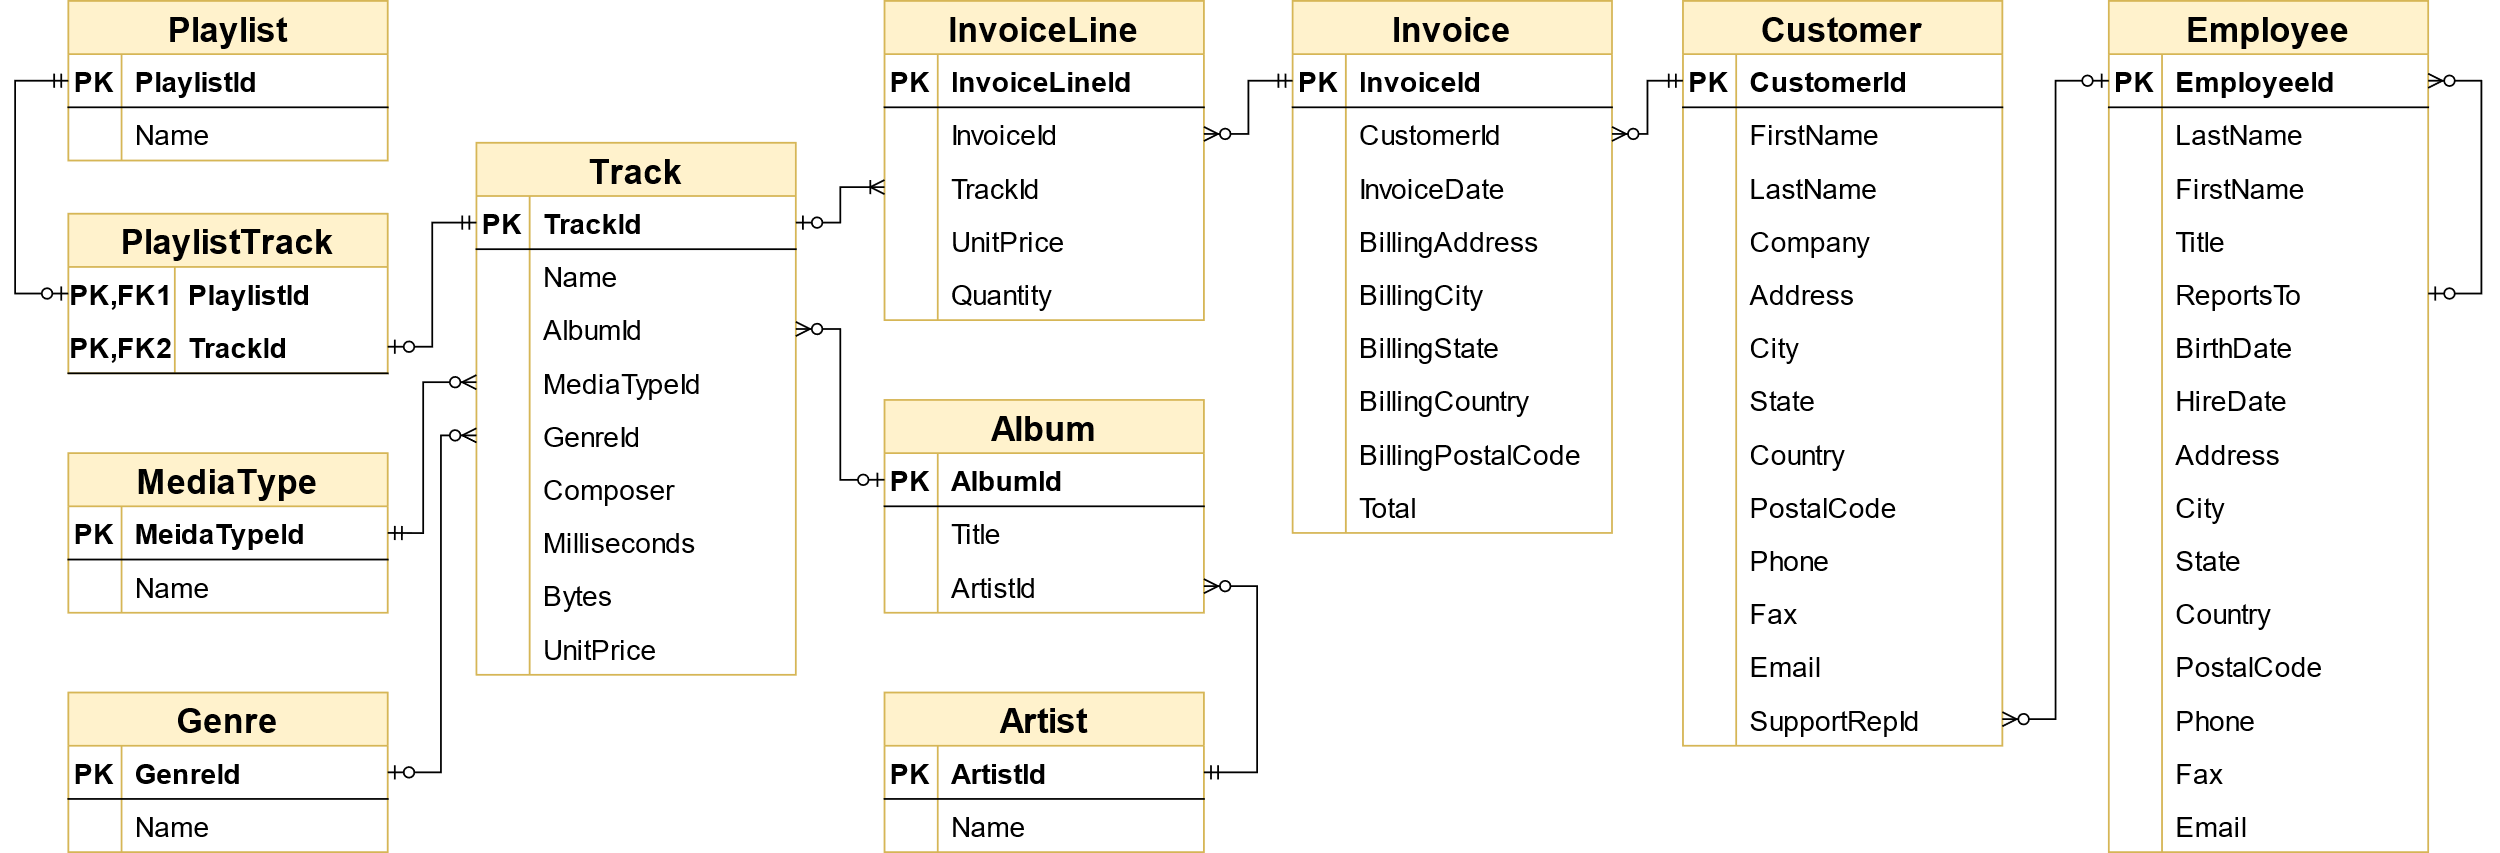 Playlist
PK PlaylistId
Name
PlaylistTrack
PK,FK1 PlaylistId
PK,FK2 TrackId
MediaType
PK MeidaTypeId
Name
Genre
PK GenreId
Name
Track
PK TrackId
Name
AlbumId
MediaTypeId
GenreId
Composer
Milliseconds
Bytes
UnitPrice
InvoiceLine
PK InvoiceLineId
InvoiceId
TrackId
UnitPrice
Quantity
Album
PK AlbumId
Title
ArtistId
Artist
PK ArtistId
Name
Invoice
PK InvoiceId
CustomerId
InvoiceDate
BillingAddress
BillingCity
BillingState
BillingCountry
BillingPostalCode
Total
Customer
PK CustomerId
FirstName
LastName
Company
Address
City
State
Country
PostalCode
Phone
Fax
Email
SupportRepId
Employee
PK EmployeeId
LastName
FirstName
Title
ReportsTo
BirthDate
HireDate
Address
City
State
Country
PostalCode
Phone
Fax
Email